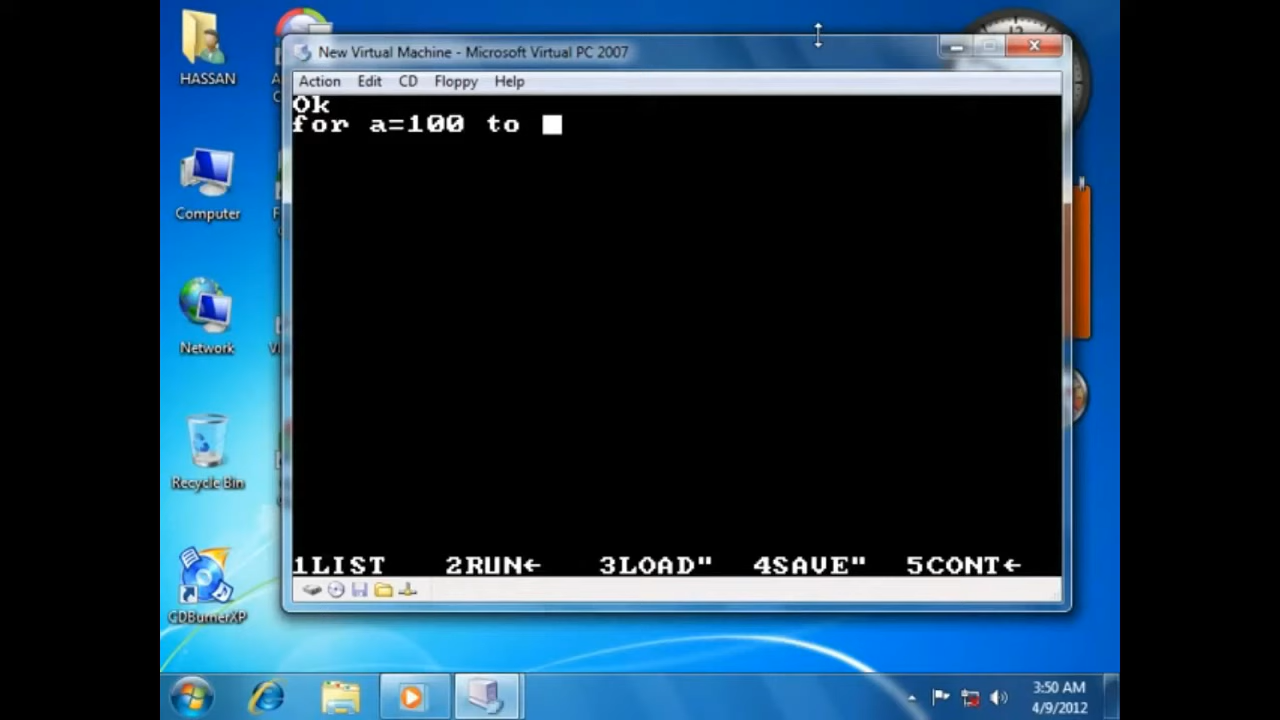 HASSAN
New Virtual Machine - Microsoft Virtual PC 2007
Action Edit CD Floppy Help
Ok
for a=100 to
Computer
Network
Recycle Bin
CDBurnerXP
1LIST 2RUN← 3LOAD" 4SAVE" 5CONT←
3:50 AM
4/9/2012